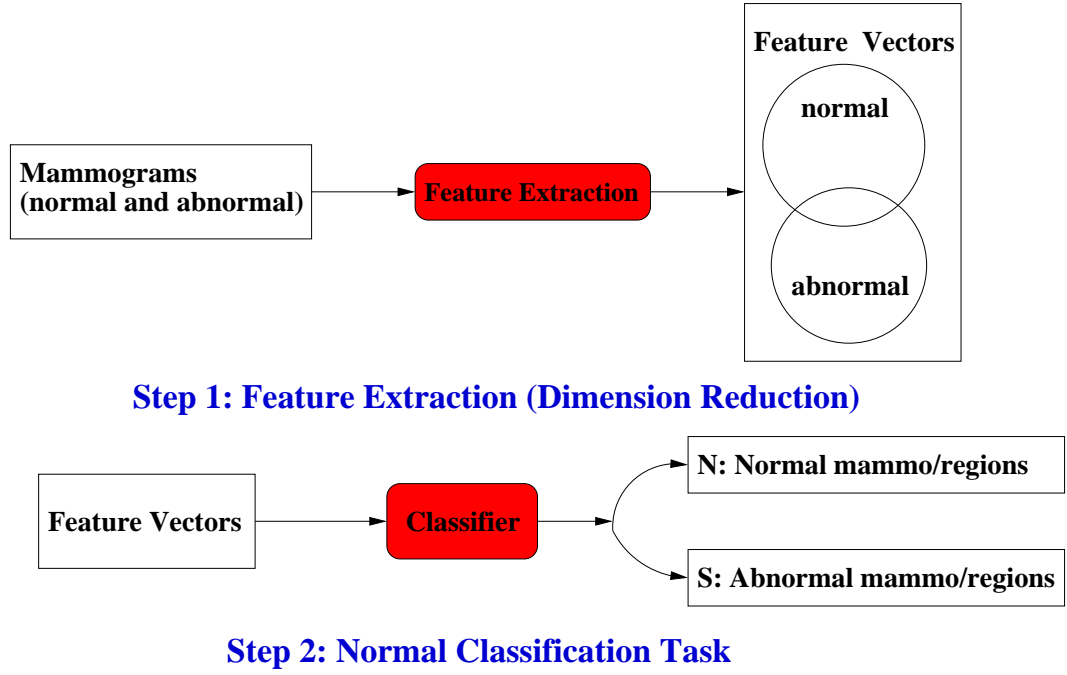 Feature Vectors
normal
Mammograms
(normal and abnormal)
Feature Extraction
abnormal
Step 1: Feature Extraction (Dimension Reduction)
N: Normal mammo/regions
Feature Vectors
Classifier
S: Abnormal mammo/regions
Step 2: Normal Classification Task